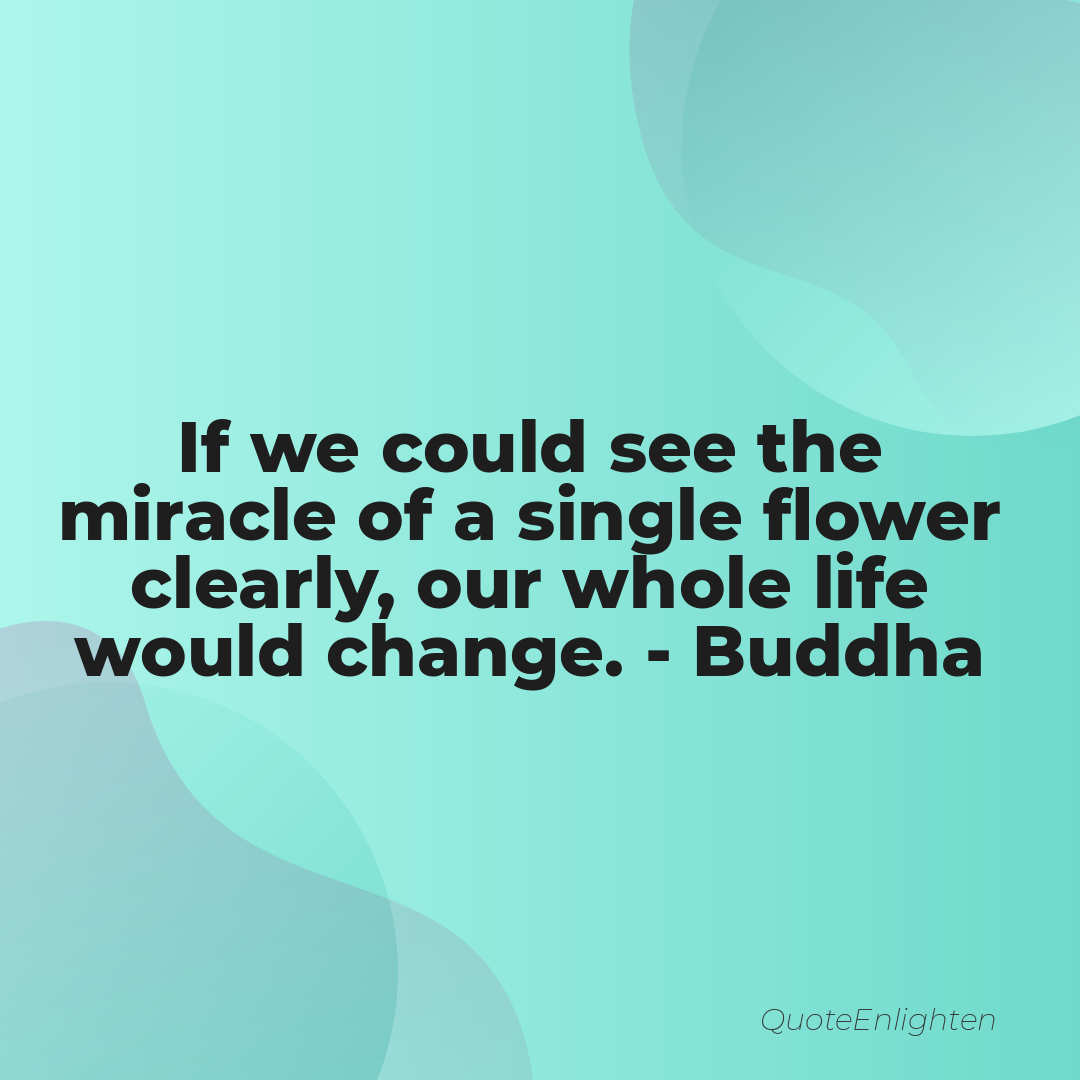 If we could see the
miracle of a single flower
clearly, our whole life
would change. - Buddha
QuoteEnlighten